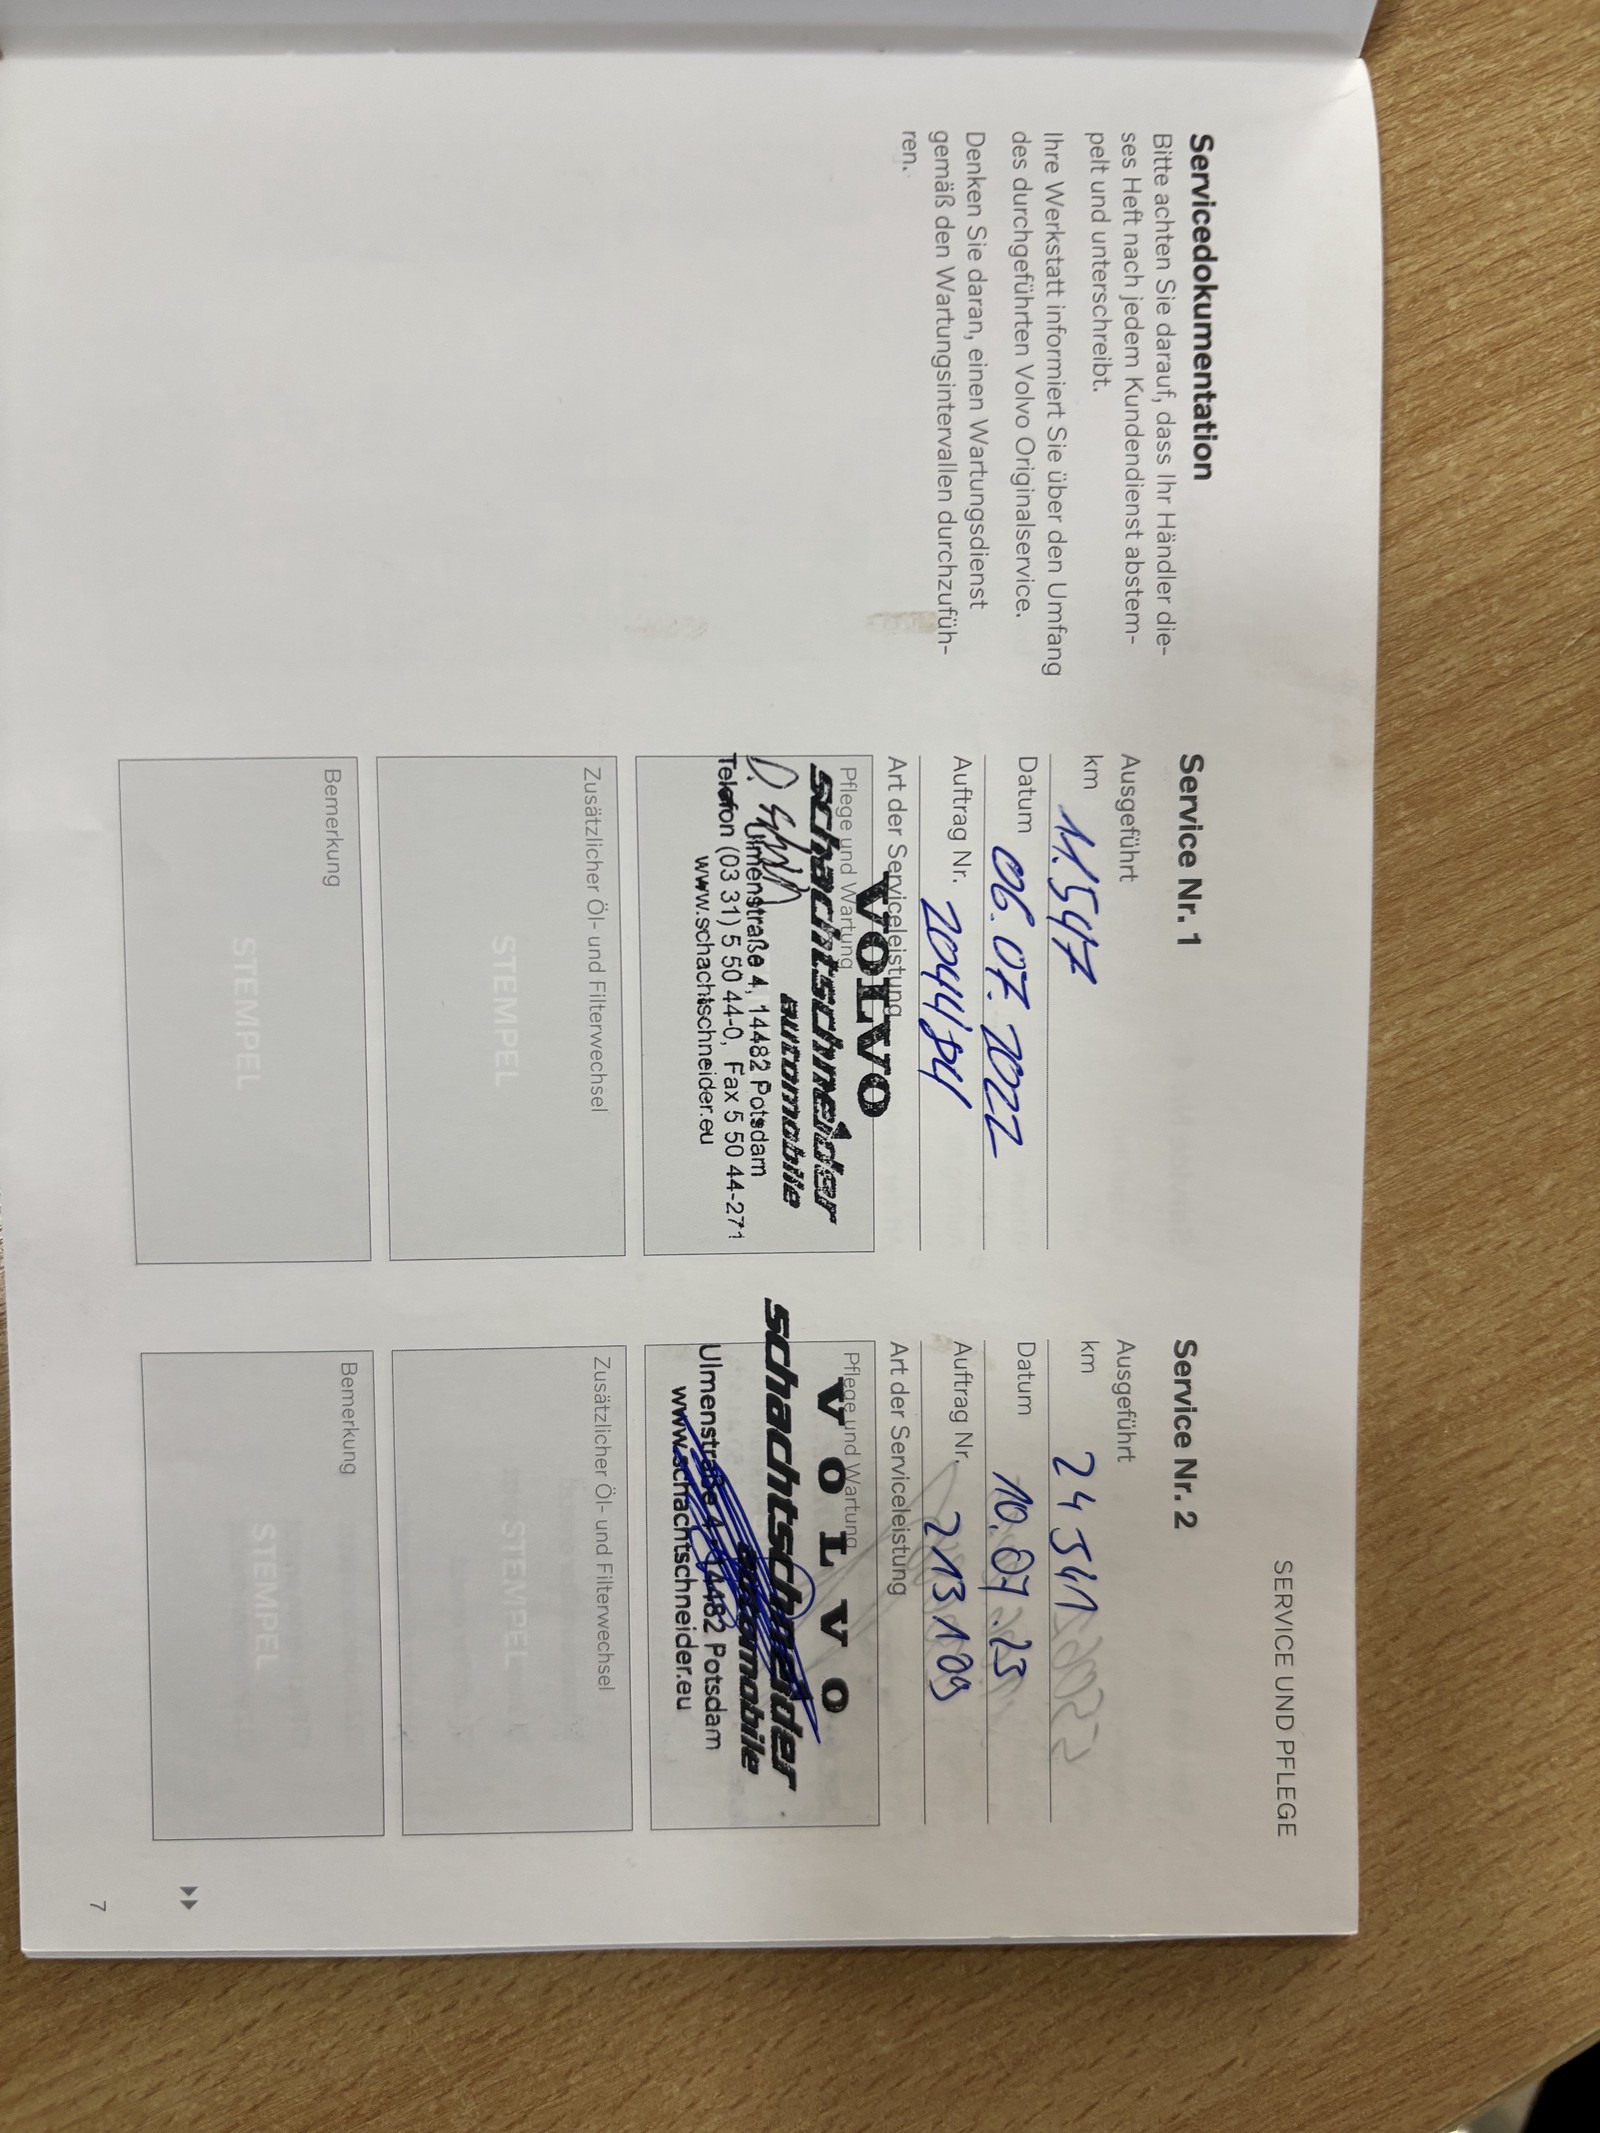 SERVICE UND PFLEGE
Servicedokumentation
Bitte achten Sie darauf, dass Ihr Händler die-
ses Heft nach jedem Kundendienst abstem-
pelt und unterschreibt.
Ihre Werkstatt informiert Sie über den Umfang
des durchgeführten Volvo Originalservice.
Denken Sie daran, einen Wartungsdienst
gemäß den Wartungsintervallen durchzufüh-
ren.
Service Nr. 1
Ausgeführt
km 11.547
Datum 06.07.2022
Auftrag Nr. 2044184
Art der Serviceleistung
Pflege und Wartung
VOLVO
schachtschneider
automobile
Ulmenstraße 4, 14482 Potsdam
Telefon (03 31) 5 50 44-0, Fax 5 50 44-271
www.schachtschneider.eu
Zusätzlicher Öl- und Filterwechsel
STEMPEL
Bemerkung
STEMPEL
Service Nr. 2
Ausgeführt
km 24 541
Datum 10.07.23
Auftrag Nr. 2131109
Art der Serviceleistung
Pflege und Wartung
VOLVO
schachtschneider
automobile
Ulmenstraße 4 14482 Potsdam
www.schachtschneider.eu
Zusätzlicher Öl- und Filterwechsel
STEMPEL
Bemerkung
STEMPEL
7